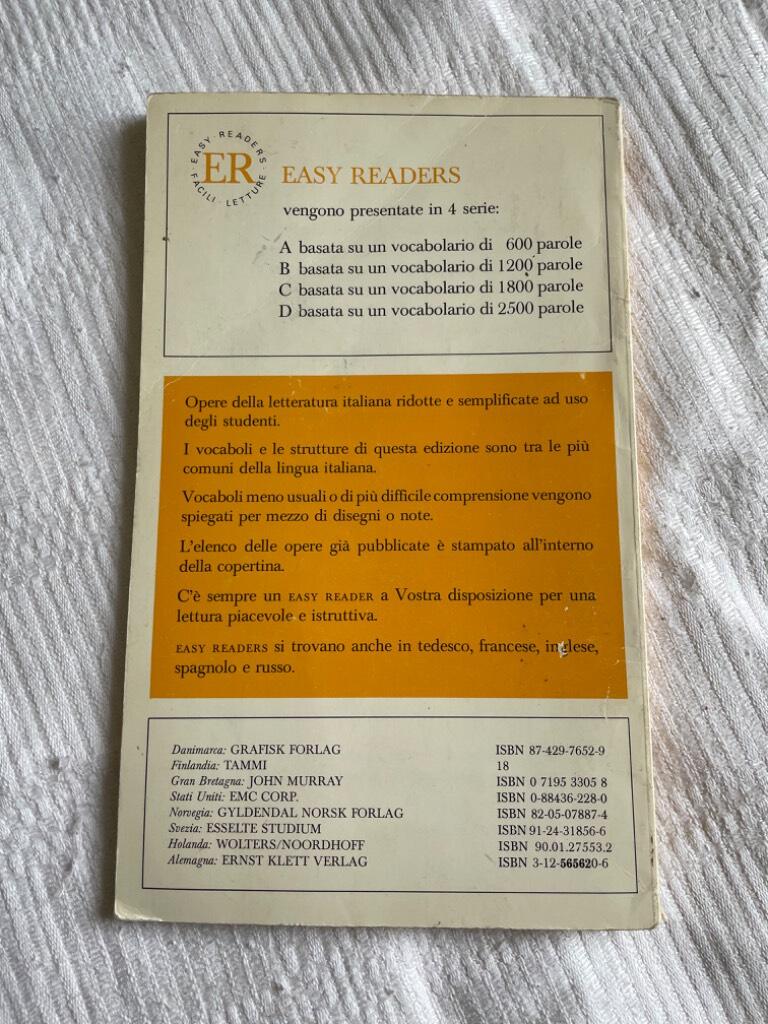 EASY · READERS · FACILI · LETTURE
ER
EASY READERS
vengono presentate in 4 serie:
A basata su un vocabolario di 600 parole
B basata su un vocabolario di 1200 parole
C basata su un vocabolario di 1800 parole
D basata su un vocabolario di 2500 parole
Opere della letteratura italiana ridotte e semplificate ad uso
degli studenti.
I vocaboli e le strutture di questa edizione sono tra le più
comuni della lingua italiana.
Vocaboli meno usuali o di più difficile comprensione vengono
spiegati per mezzo di disegni o note.
L'elenco delle opere già pubblicate è stampato all'interno
della copertina.
C'è sempre un EASY READER a Vostra disposizione per una
lettura piacevole e istruttiva.
EASY READERS si trovano anche in tedesco, francese, inglese,
spagnolo e russo.
Danimarca: GRAFISK FORLAG ISBN 87-429-7652-9
Finlandia: TAMMI 18
Gran Bretagna: JOHN MURRAY ISBN 0 7195 3305 8
Stati Uniti: EMC CORP. ISBN 0-88436-228-0
Norvegia: GYLDENDAL NORSK FORLAG ISBN 82-05-07887-4
Svezia: ESSELTE STUDIUM ISBN 91-24-31856-6
Holanda: WOLTERS/NOORDHOFF ISBN 90.01.27553.2
Alemagna: ERNST KLETT VERLAG ISBN 3-12-565620-6